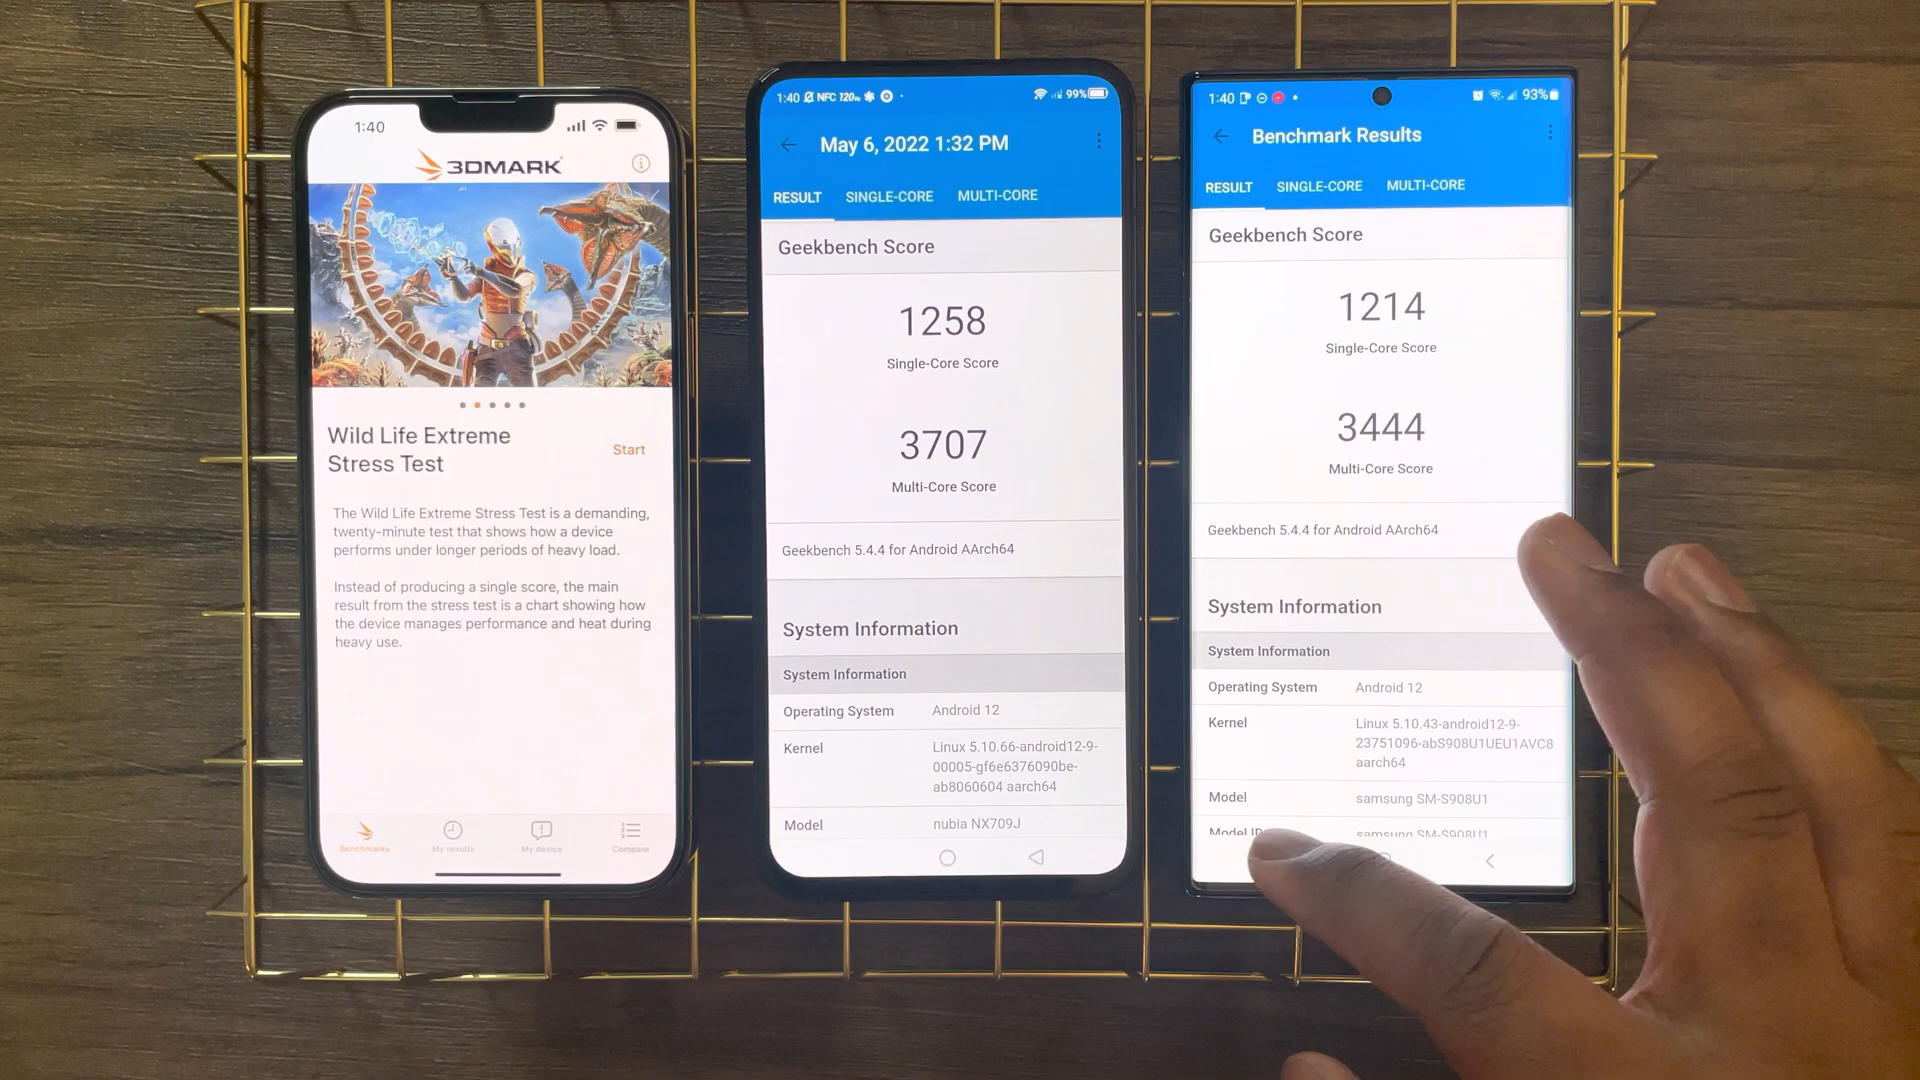 1:40
3DMARK
Wild Life Extreme
Stress Test
Start
The Wild Life Extreme Stress Test is a demanding,
twenty-minute test that shows how a device
performs under longer periods of heavy load.
Instead of producing a single score, the main
result from the stress test is a chart showing how
the device manages performance and heat during
heavy use.
Benchmarks
My results
My device
Compare
1:40 NFC 120Hz 99%
May 6, 2022 1:32 PM
RESULT SINGLE-CORE MULTI-CORE
Geekbench Score
1258
Single-Core Score
3707
Multi-Core Score
Geekbench 5.4.4 for Android AArch64
System Information
System Information
Operating System Android 12
Kernel Linux 5.10.66-android12-9-
00005-gf6e6376090be-
ab8060604 aarch64
Model nubia NX709J
1:40 93%
Benchmark Results
RESULT SINGLE-CORE MULTI-CORE
Geekbench Score
1214
Single-Core Score
3444
Multi-Core Score
Geekbench 5.4.4 for Android AArch64
System Information
System Information
Operating System Android 12
Kernel Linux 5.10.43-android12-9-
23751096-abS908U1UEU1AVC8
aarch64
Model samsung SM-S908U1
Model ID samsung SM-S908U1